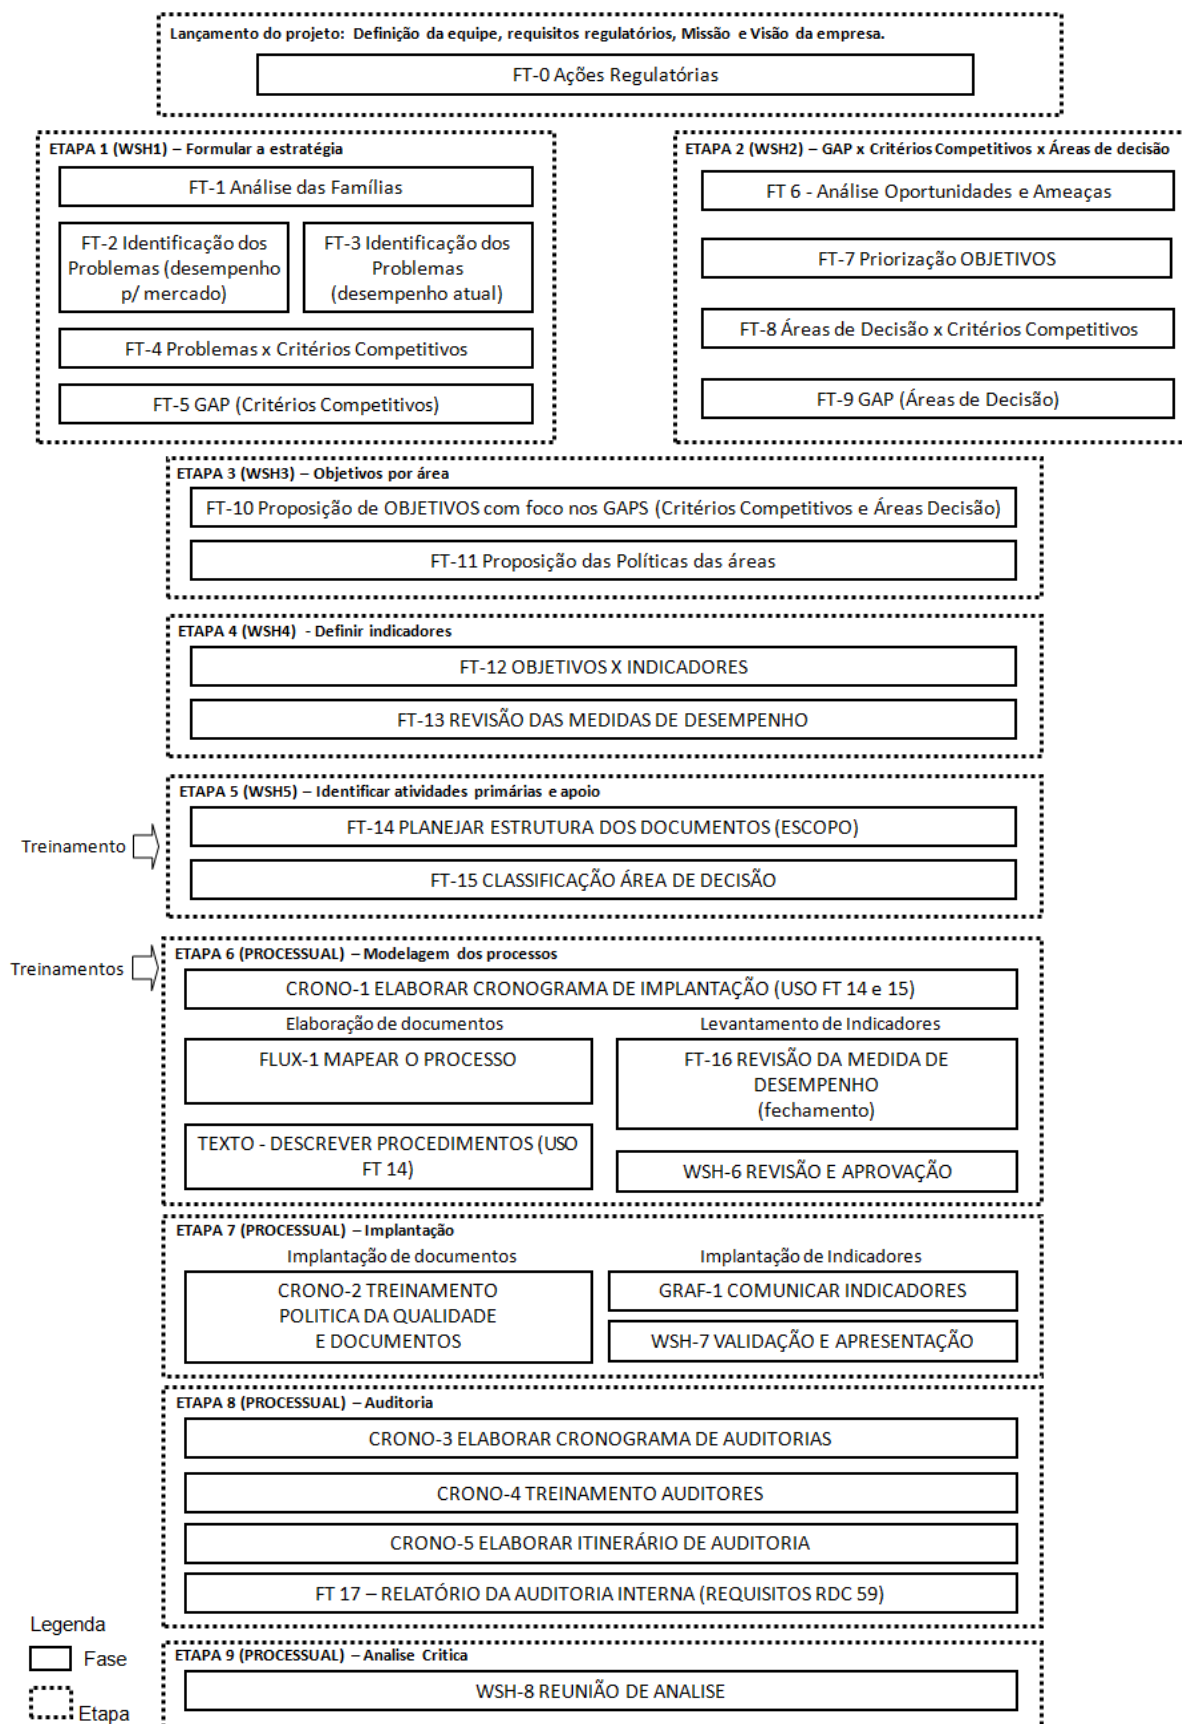 Lançamento do projeto: Definição da equipe, requisitos regulatórios, Missão e Visão da empresa.
FT-0 Ações Regulatórias
ETAPA 1 (WSH1) – Formular a estratégia
FT-1 Análise das Famílias
FT-2 Identificação dos
Problemas (desempenho
p/ mercado)
FT-3 Identificação dos
Problemas
(desempenho atual)
FT-4 Problemas x Critérios Competitivos
FT-5 GAP (Critérios Competitivos)
ETAPA 2 (WSH2) – GAP x Critérios Competitivos x Áreas de decisão
FT 6 - Análise Oportunidades e Ameaças
FT-7 Priorização OBJETIVOS
FT-8 Áreas de Decisão x Critérios Competitivos
FT-9 GAP (Áreas de Decisão)
ETAPA 3 (WSH3) – Objetivos por área
FT-10 Proposição de OBJETIVOS com foco nos GAPS (Critérios Competitivos e Áreas Decisão)
FT-11 Proposição das Políticas das áreas
ETAPA 4 (WSH4) - Definir indicadores
FT-12 OBJETIVOS X INDICADORES
FT-13 REVISÃO DAS MEDIDAS DE DESEMPENHO
ETAPA 5 (WSH5) – Identificar atividades primárias e apoio
FT-14 PLANEJAR ESTRUTURA DOS DOCUMENTOS (ESCOPO)
Treinamento
FT-15 CLASSIFICAÇÃO ÁREA DE DECISÃO
ETAPA 6 (PROCESSUAL) – Modelagem dos processos
Treinamentos
CRONO-1 ELABORAR CRONOGRAMA DE IMPLANTAÇÃO (USO FT 14 e 15)
Elaboração de documentos
FLUX-1 MAPEAR O PROCESSO
TEXTO - DESCREVER PROCEDIMENTOS (USO
FT 14)
Levantamento de Indicadores
FT-16 REVISÃO DA MEDIDA DE
DESEMPENHO
(fechamento)
WSH-6 REVISÃO E APROVAÇÃO
ETAPA 7 (PROCESSUAL) – Implantação
Implantação de documentos
CRONO-2 TREINAMENTO
POLITICA DA QUALIDADE
E DOCUMENTOS
Implantação de Indicadores
GRAF-1 COMUNICAR INDICADORES
WSH-7 VALIDAÇÃO E APRESENTAÇÃO
ETAPA 8 (PROCESSUAL) – Auditoria
CRONO-3 ELABORAR CRONOGRAMA DE AUDITORIAS
CRONO-4 TREINAMENTO AUDITORES
CRONO-5 ELABORAR ITINERÁRIO DE AUDITORIA
FT 17 – RELATÓRIO DA AUDITORIA INTERNA (REQUISITOS RDC 59)
ETAPA 9 (PROCESSUAL) – Analise Critica
WSH-8 REUNIÃO DE ANALISE
Legenda
Fase
Etapa